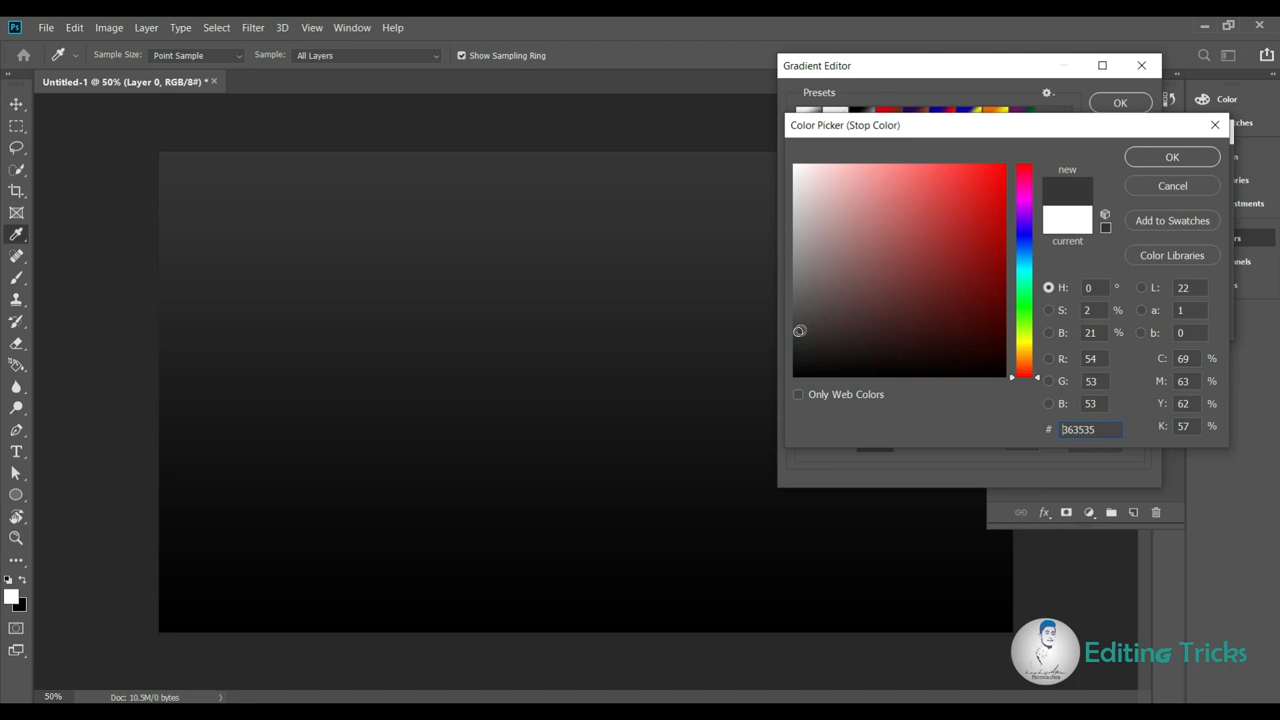 Ps File Edit Image Layer Type Select Filter 3D View Window Help
Sample Size: Point Sample Sample: All Layers Show Sampling Ring
Untitled-1 @ 50% (Layer 0, RGB/8#) *
Gradient Editor
Presets
OK
Color
Color Picker (Stop Color)
OK
new
Cancel
Add to Swatches
current
Color Libraries
H: 0 ° L: 22
S: 2 % a: 1
B: 21 % b: 0
R: 54 C: 69 %
G: 53 M: 63 %
B: 53 Y: 62 %
# 363535 K: 57 %
Only Web Colors
fx
T
Editing Tricks
50% Doc: 10.5M/0 bytes